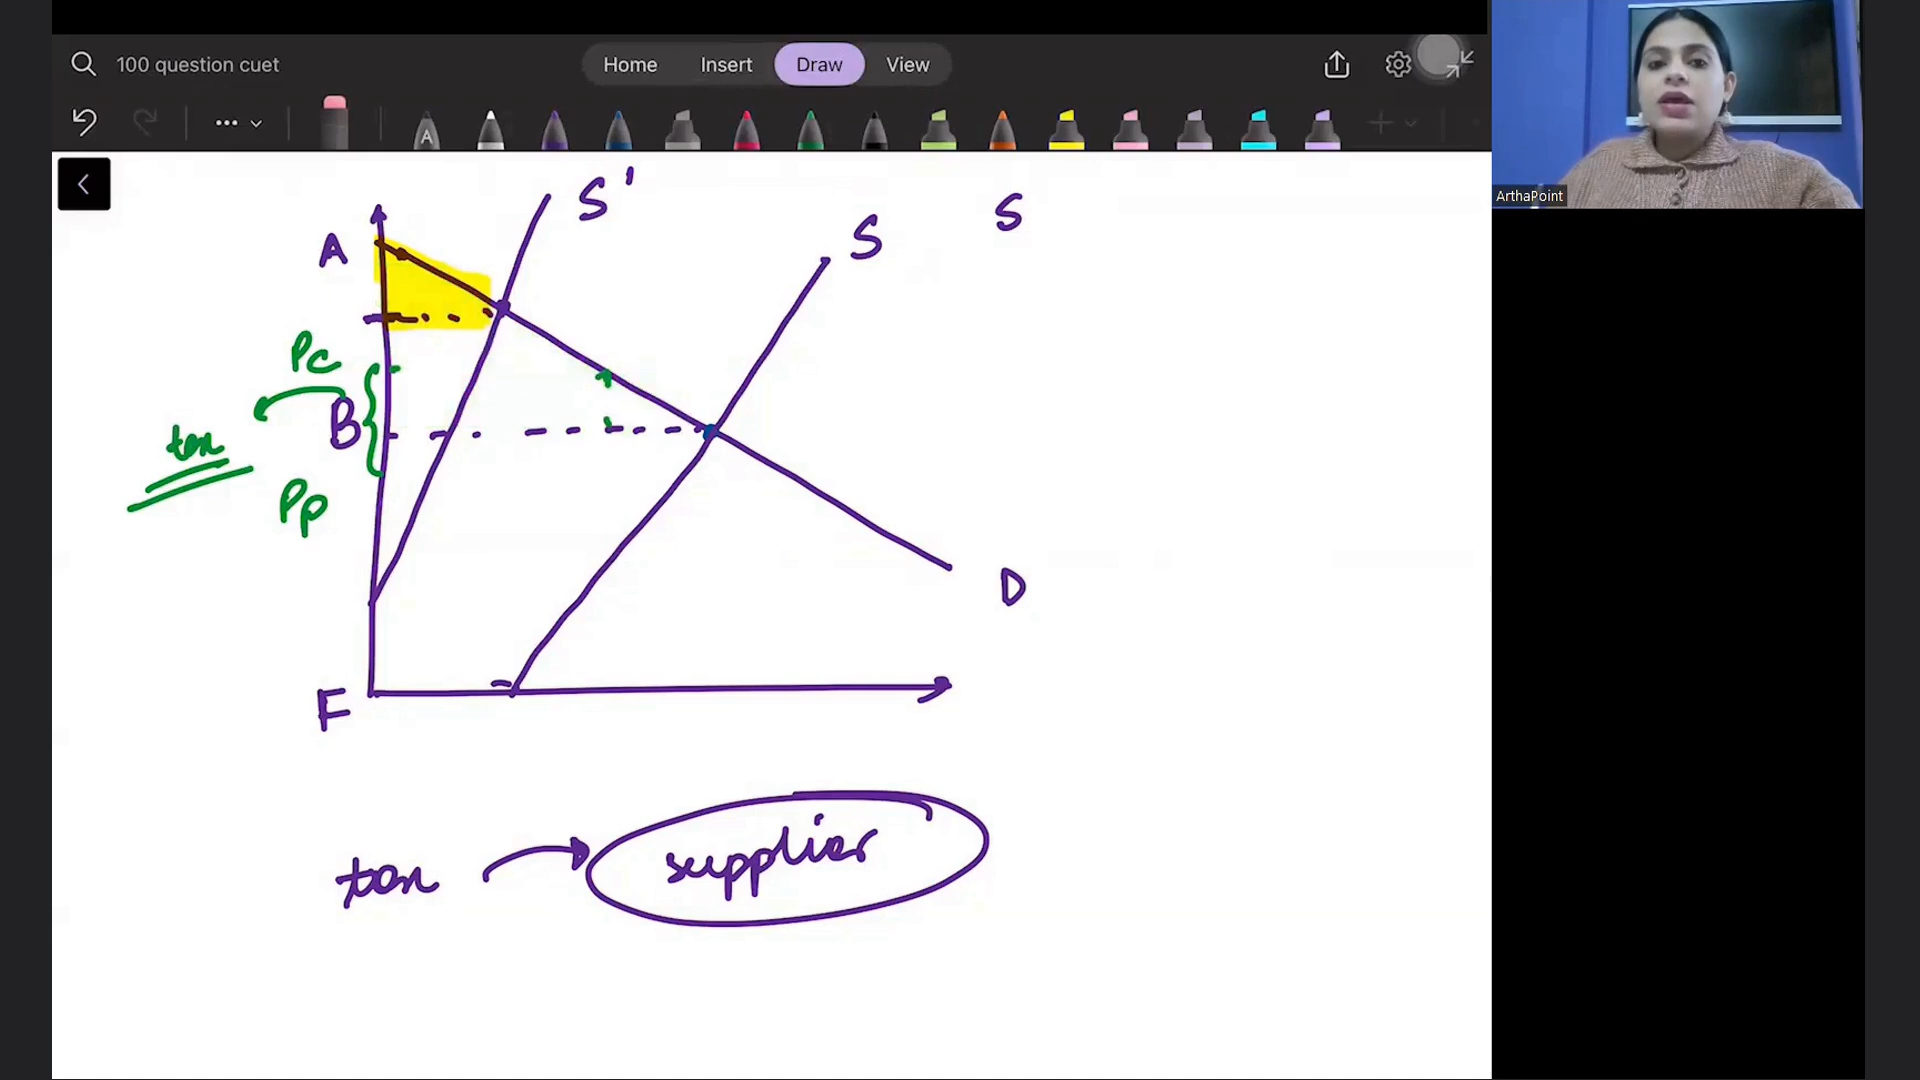 100 question cuet
Home Insert Draw View
A
ArthaPoint
S'
S
S
A
Pc
B
tax
Pp
D
F
tax
supplier